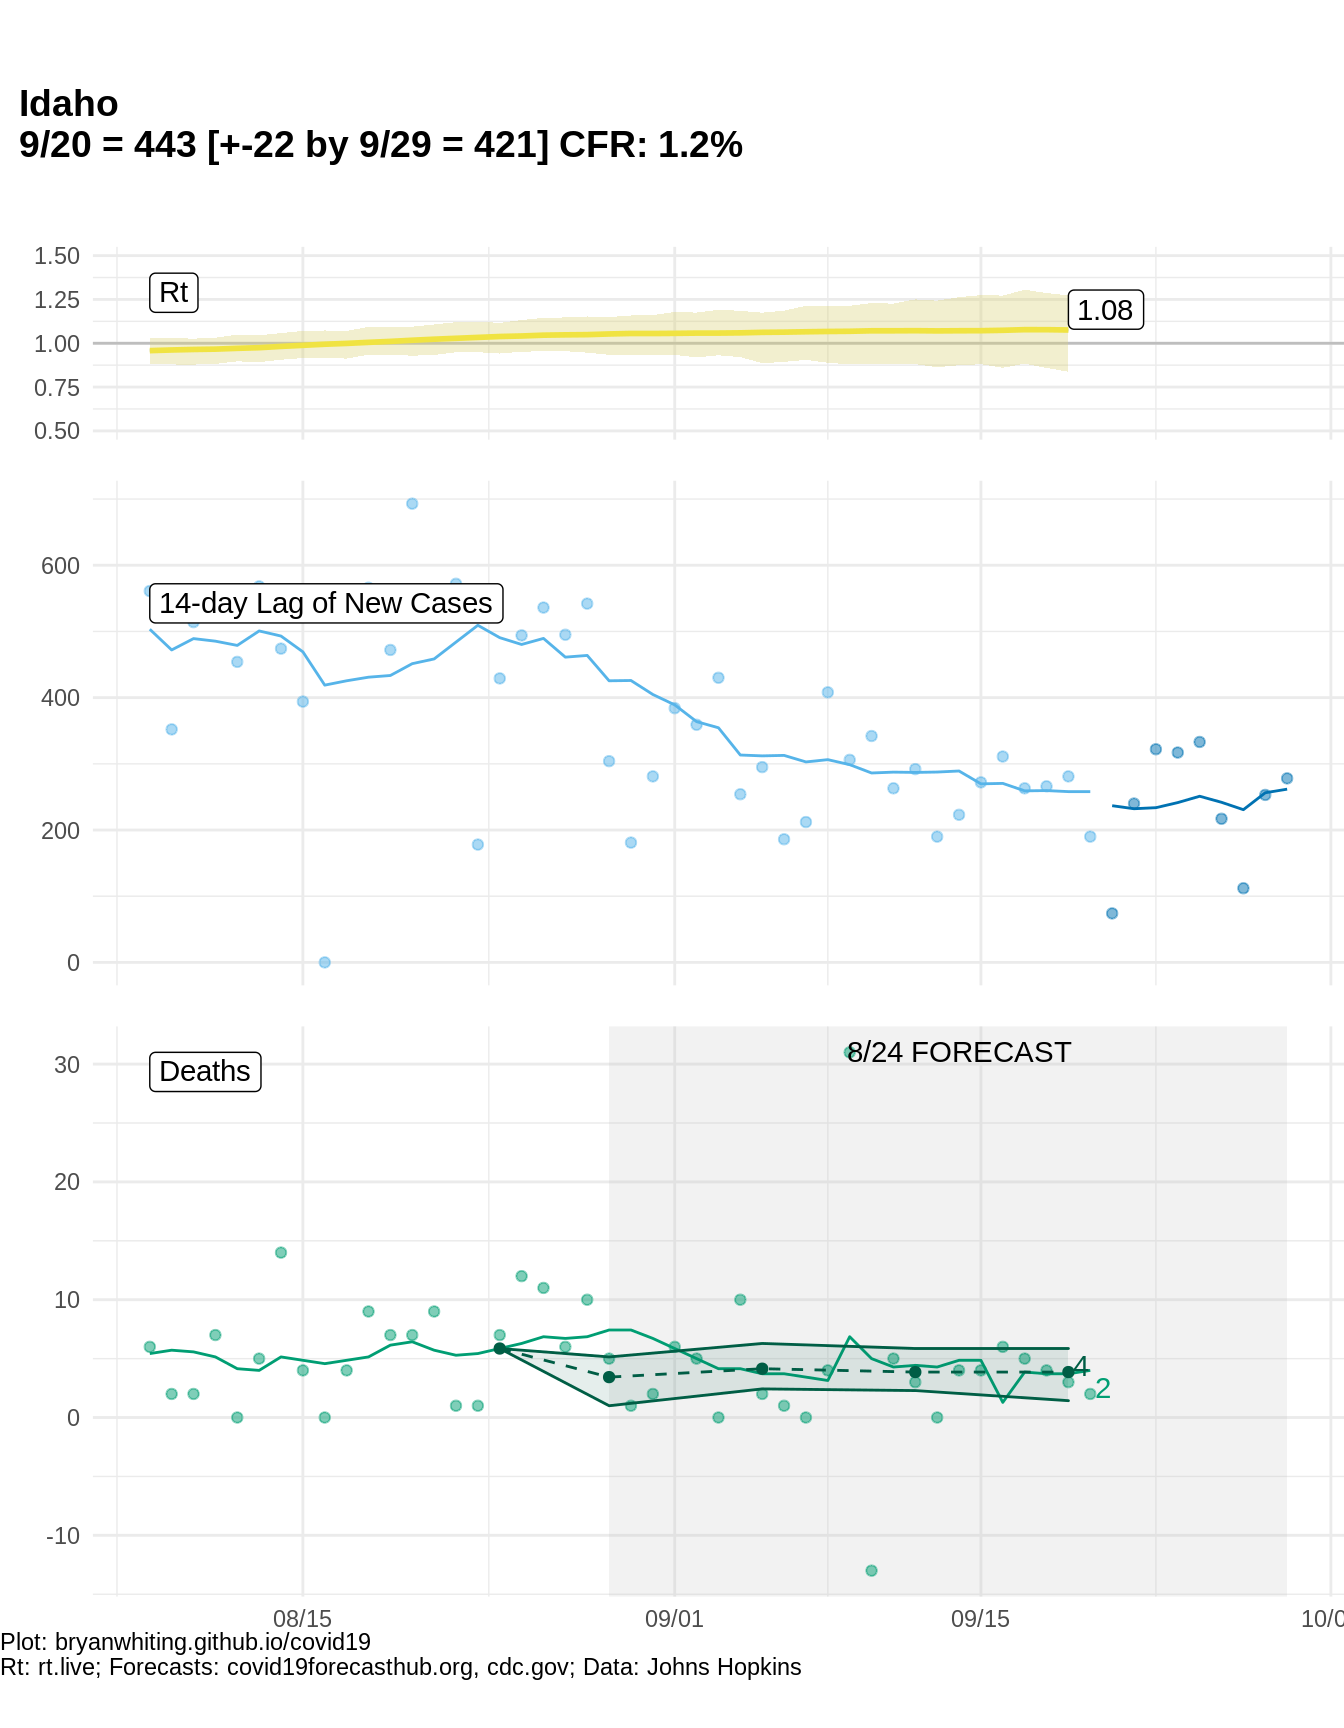 Idaho
9/20 = 443 [+-22 by 9/29 = 421] CFR: 1.2%
1.50
1.25
1.00
0.75
0.50
Rt
1.08
600
400
200
0
14-day Lag of New Cases
30
20
10
0
-10
Deaths
8/24 FORECAST
4
2
08/15
09/01
09/15
10/0
Plot: bryanwhiting.github.io/covid19
Rt: rt.live; Forecasts: covid19forecasthub.org, cdc.gov; Data: Johns Hopkins